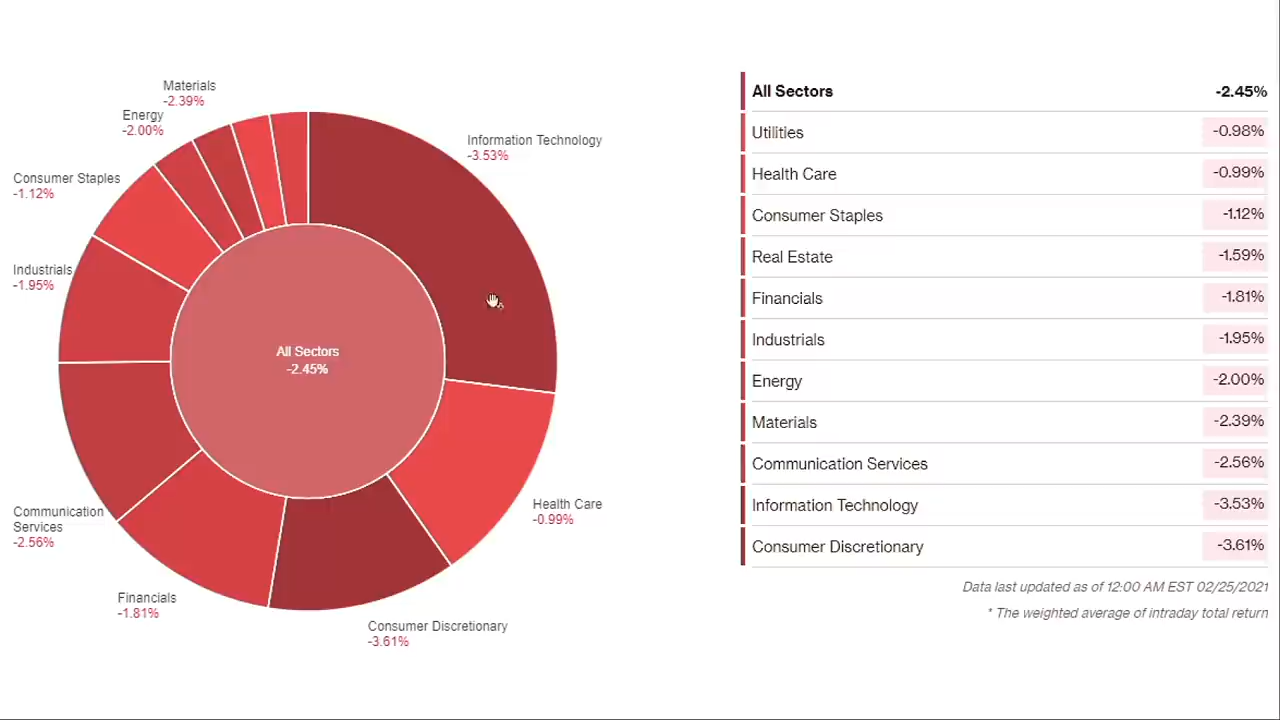 Materials
-2.39%
Energy
-2.00%
Information Technology
-3.53%
Consumer Staples
-1.12%
Industrials
-1.95%
All Sectors
-2.45%
Health Care
-0.99%
Communication
Services
-2.56%
Financials
-1.81%
Consumer Discretionary
-3.61%
All Sectors -2.45%
Utilities -0.98%
Health Care -0.99%
Consumer Staples -1.12%
Real Estate -1.59%
Financials -1.81%
Industrials -1.95%
Energy -2.00%
Materials -2.39%
Communication Services -2.56%
Information Technology -3.53%
Consumer Discretionary -3.61%
Data last updated as of 12:00 AM EST 02/25/2021
* The weighted average of intraday total return